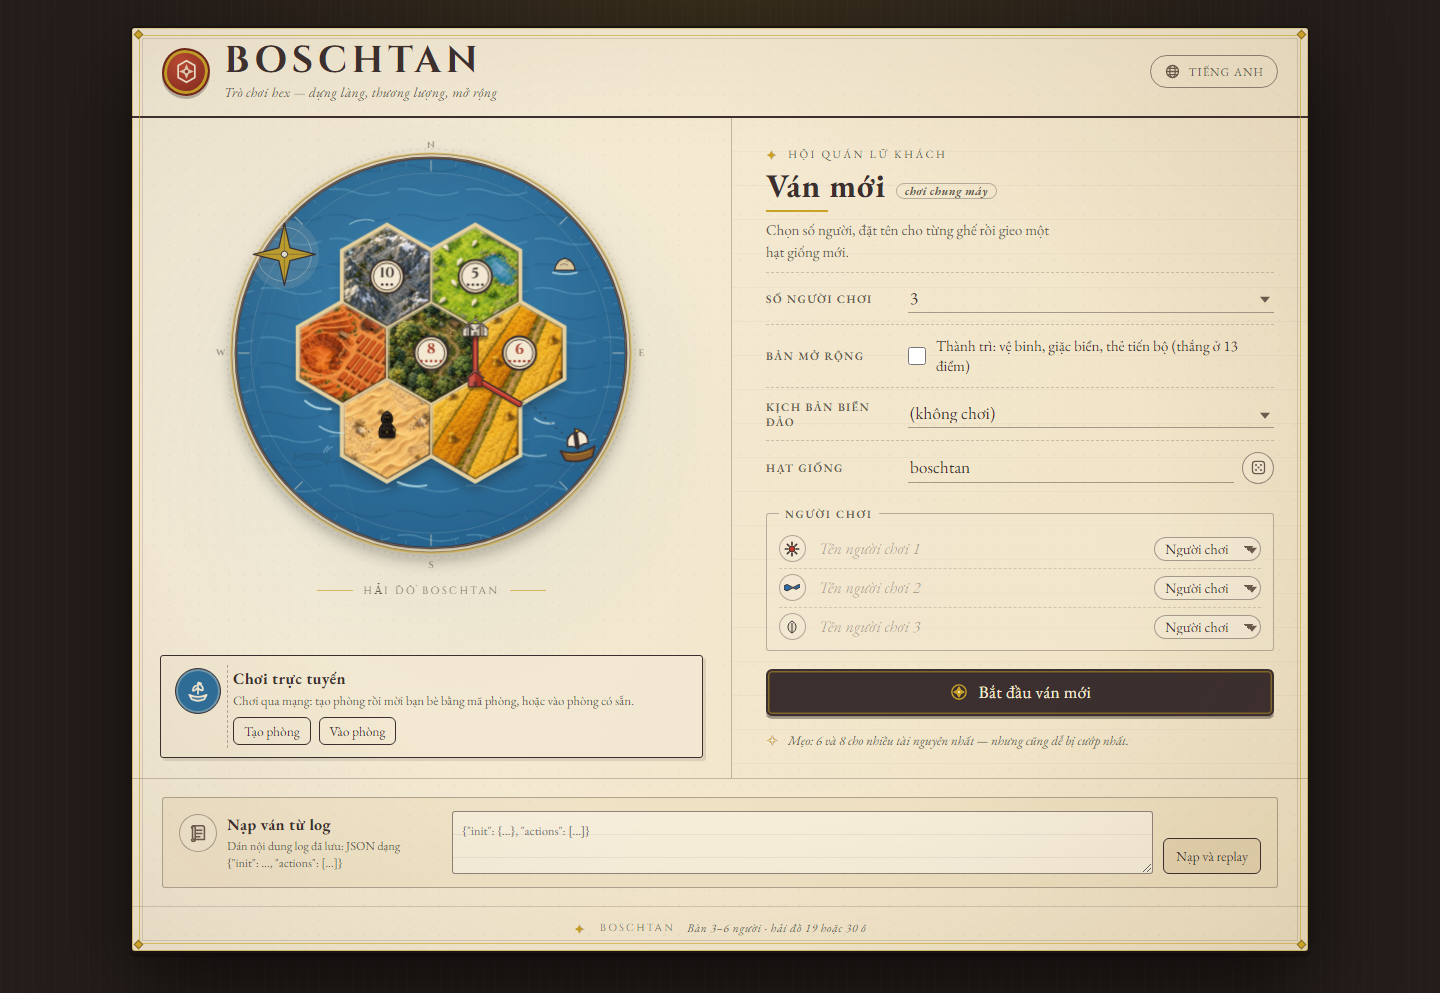 BOSCHTAN
Trò chơi hex — dựng làng, thương lượng, mở rộng
TIẾNG ANH
N
W
E
S
10
5
8
6
HẢI ĐỒ BOSCHTAN
Chơi trực tuyến
Chơi qua mạng: tạo phòng rồi mời bạn bè bằng mã phòng, hoặc vào phòng có sẵn.
Tạo phòng
Vào phòng
HỘI QUÁN LỮ KHÁCH
Ván mới
chơi chung máy
Chọn số người, đặt tên cho từng ghế rồi gieo một
hạt giống mới.
SỐ NGƯỜI CHƠI
3
BẢN MỞ RỘNG
Thành trì: vệ binh, giặc biển, thẻ tiến bộ (thắng ở 13
điểm)
KỊCH BẢN BIỂN
ĐẢO
(không chơi)
HẠT GIỐNG
boschtan
NGƯỜI CHƠI
Tên người chơi 1
Người chơi
Tên người chơi 2
Người chơi
Tên người chơi 3
Người chơi
Bắt đầu ván mới
Mẹo: 6 và 8 cho nhiều tài nguyên nhất — nhưng cũng dễ bị cướp nhất.
Nạp ván từ log
Dán nội dung log đã lưu: JSON dạng
{"init": ..., "actions": [...]}
{"init": {...}, "actions": [...]}
Nạp và replay
BOSCHTAN Bàn 3–6 người · hải đồ 19 hoặc 30 ô